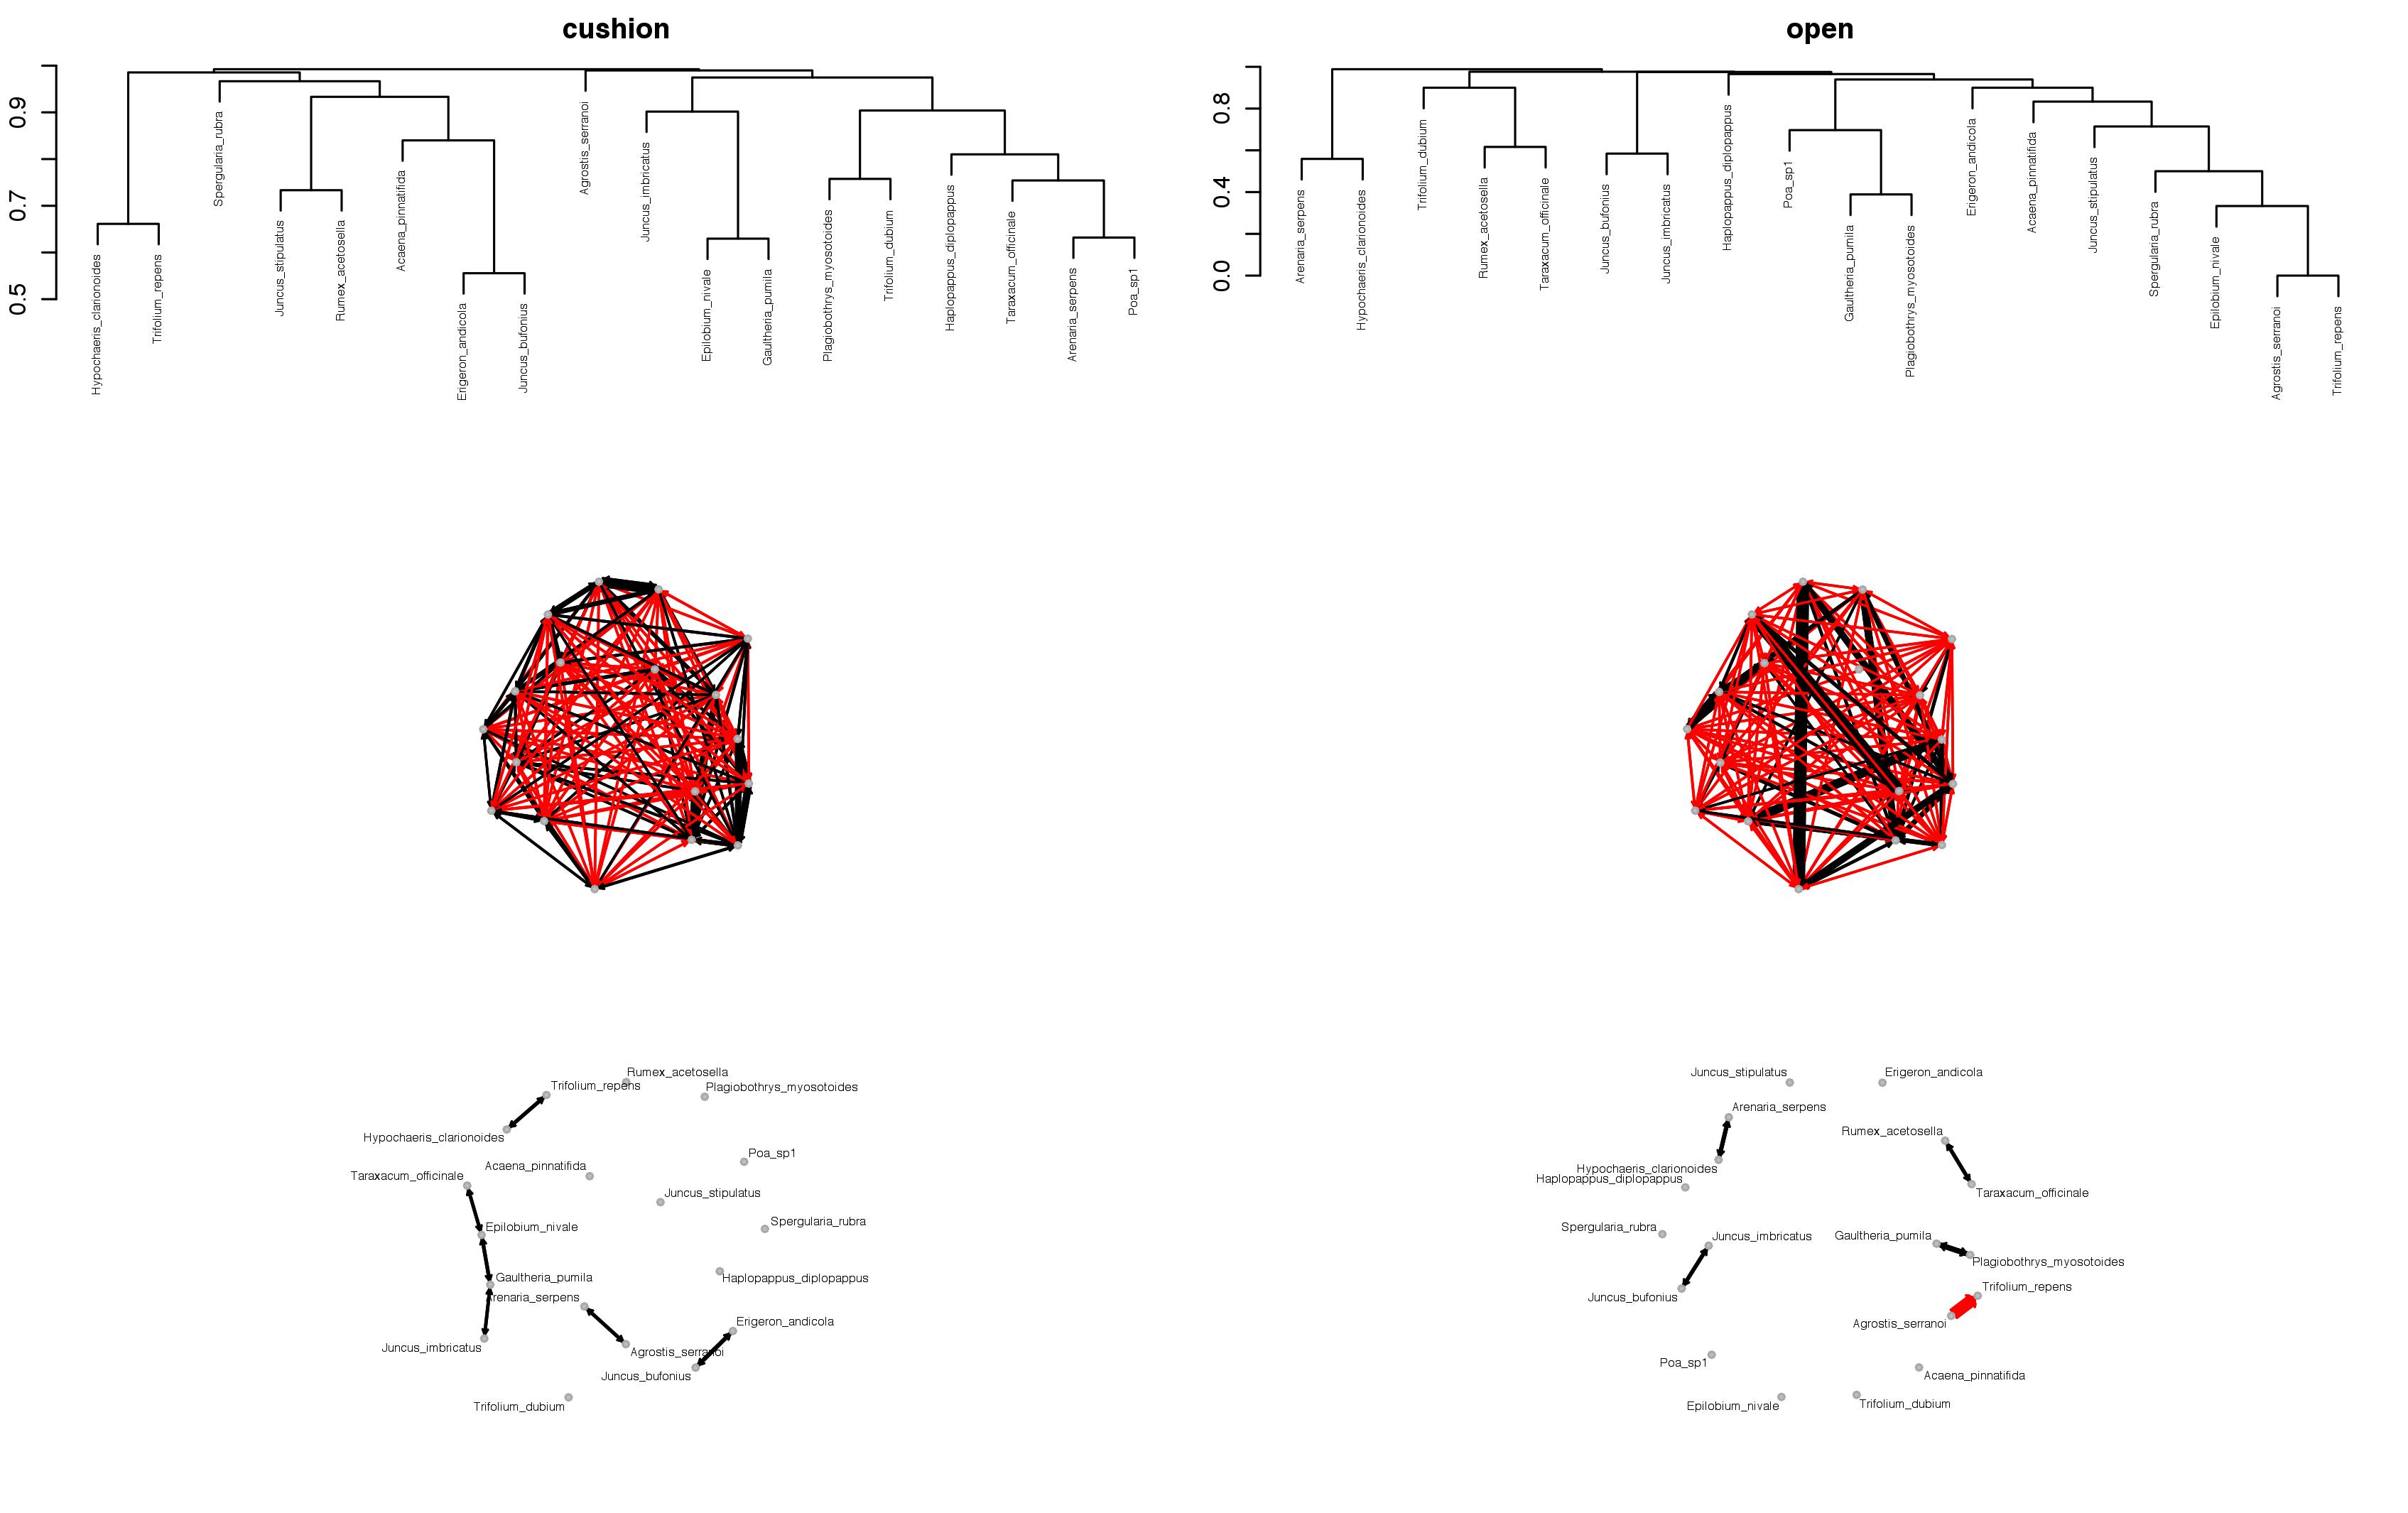 cushion
open
0.9
0.7
0.5
Hypochaeris_clarionoides
Trifolium_repens
Spergularia_rubra
Juncus_stipulatus
Rumex_acetosella
Acaena_pinnatifida
Erigeron_andicola
Juncus_bufonius
Agrostis_serranoi
Juncus_imbricatus
Epilobium_nivale
Gaultheria_pumila
Plagiobothrys_myosotoides
Trifolium_dubium
Haplopappus_diplopappus
Taraxacum_officinale
Arenaria_serpens
Poa_sp1
0.8
0.4
0.0
Arenaria_serpens
Hypochaeris_clarionoides
Trifolium_dubium
Rumex_acetosella
Taraxacum_officinale
Juncus_bufonius
Juncus_imbricatus
Haplopappus_diplopappus
Poa_sp1
Gaultheria_pumila
Plagiobothrys_myosotoides
Erigeron_andicola
Acaena_pinnatifida
Juncus_stipulatus
Spergularia_rubra
Epilobium_nivale
Agrostis_serranoi
Trifolium_repens
Rumex_acetosella
Trifolium_repens
Plagiobothrys_myosotoides
Hypochaeris_clarionoides
Poa_sp1
Acaena_pinnatifida
Taraxacum_officinale
Juncus_stipulatus
Spergularia_rubra
Epilobium_nivale
Gaultheria_pumila
Haplopappus_diplopappus
Arenaria_serpens
Erigeron_andicola
Juncus_imbricatus
Agrostis_serranoi
Juncus_bufonius
Trifolium_dubium
Juncus_stipulatus
Erigeron_andicola
Arenaria_serpens
Rumex_acetosella
Hypochaeris_clarionoides
Haplopappus_diplopappus
Taraxacum_officinale
Spergularia_rubra
Juncus_imbricatus
Gaultheria_pumila
Plagiobothrys_myosotoides
Trifolium_repens
Juncus_bufonius
Agrostis_serranoi
Poa_sp1
Acaena_pinnatifida
Epilobium_nivale
Trifolium_dubium